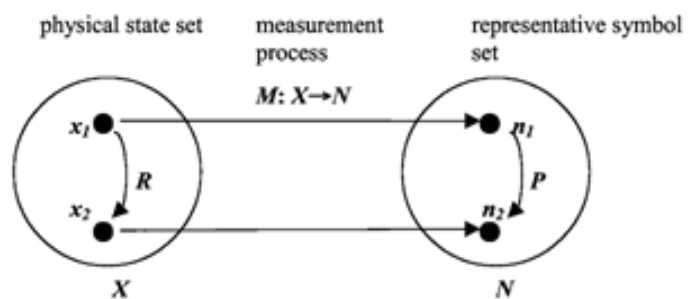 physical state set
measurement
process
representative symbol
set
M: X→N
x1
n1
R
P
x2
n2
X
N